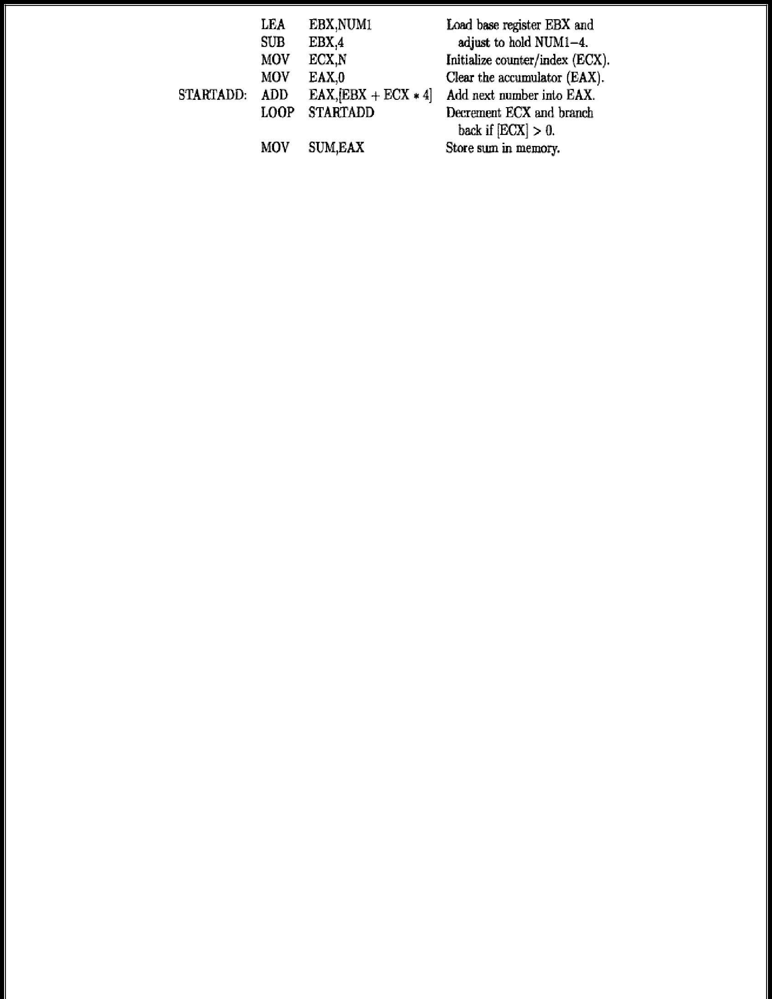 LEA EBX,NUM1 Load base register EBX and
SUB EBX,4 adjust to hold NUM1–4.
MOV ECX,N Initialize counter/index (ECX).
MOV EAX,0 Clear the accumulator (EAX).
STARTADD: ADD EAX,[EBX + ECX * 4] Add next number into EAX.
LOOP STARTADD Decrement ECX and branch
back if [ECX] > 0.
MOV SUM,EAX Store sum in memory.